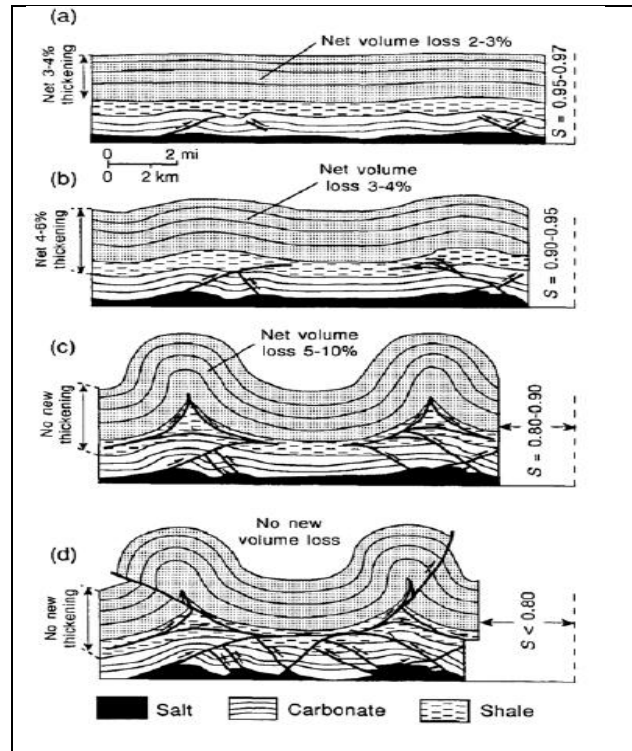 (a)
Net volume loss 2-3%
Net 3-4%
thickening
S = 0.95-0.97
0 2 mi
0 2 km
(b)
Net volume
loss 3-4%
Net 4-6%
thickening
S = 0.90-0.95
(c)
Net volume
loss 5-10%
No new
thickening
S = 0.80-0.90
(d)
No new
volume loss
No new
thickening
S < 0.80
Salt Carbonate Shale